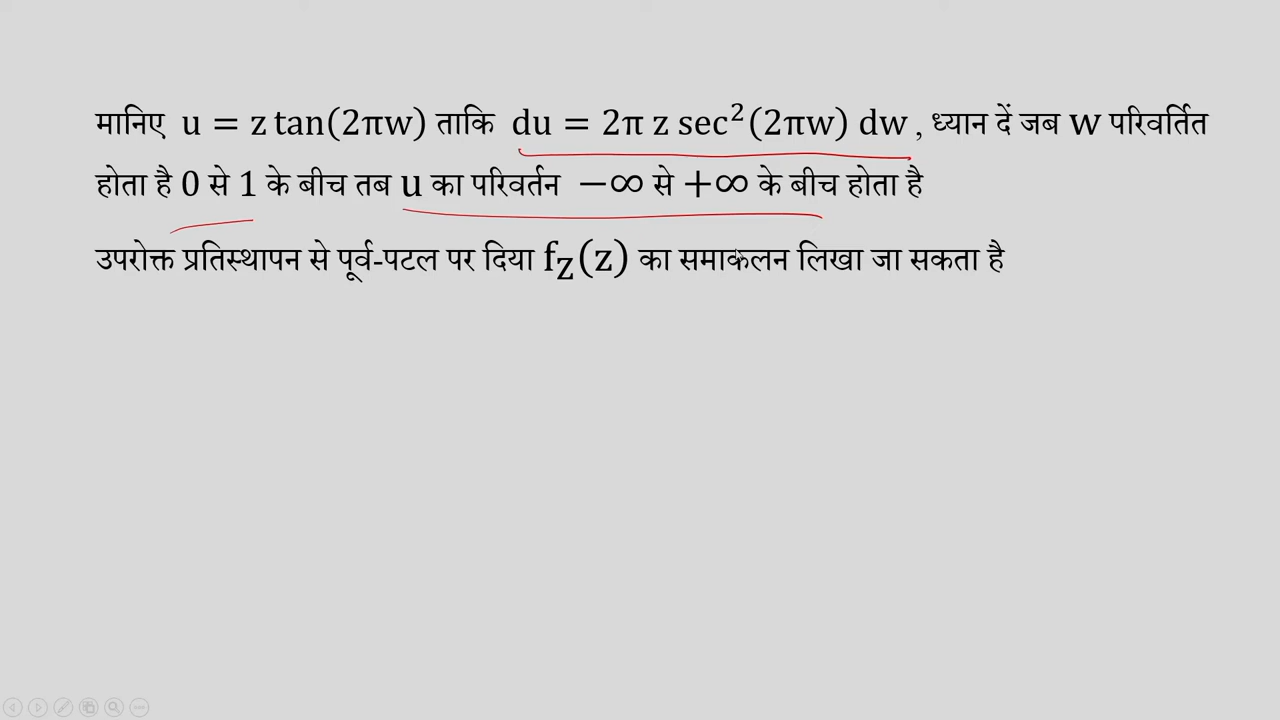 मानिए u = z tan(2πw) ताकि du = 2π z sec²(2πw) dw , ध्यान दें जब w परिवर्तित
होता है 0 से 1 के बीच तब u का परिवर्तन −∞ से +∞ के बीच होता है
उपरोक्त प्रतिस्थापन से पूर्व-पटल पर दिया f_Z(z) का समाकलन लिखा जा सकता है